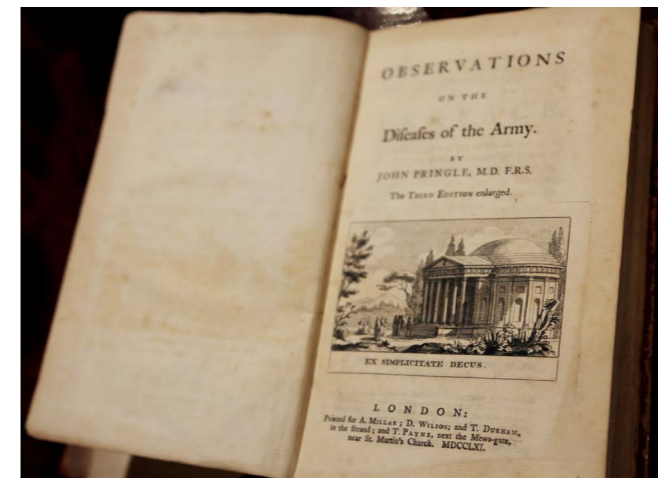 OBSERVATIONS
ON THE
Diſeaſes of the Army.
BY
JOHN PRINGLE, M.D. F.R.S.
The THIRD EDITION enlarged.
EX SIMPLICITATE DECUS.
LONDON:
Printed for A. MILLAR; D. WILSON; and T. DURHAM,
in the Strand; and T. PAYNE, next the Mews-gate,
near St. Martin's Church. MDCCLXI.